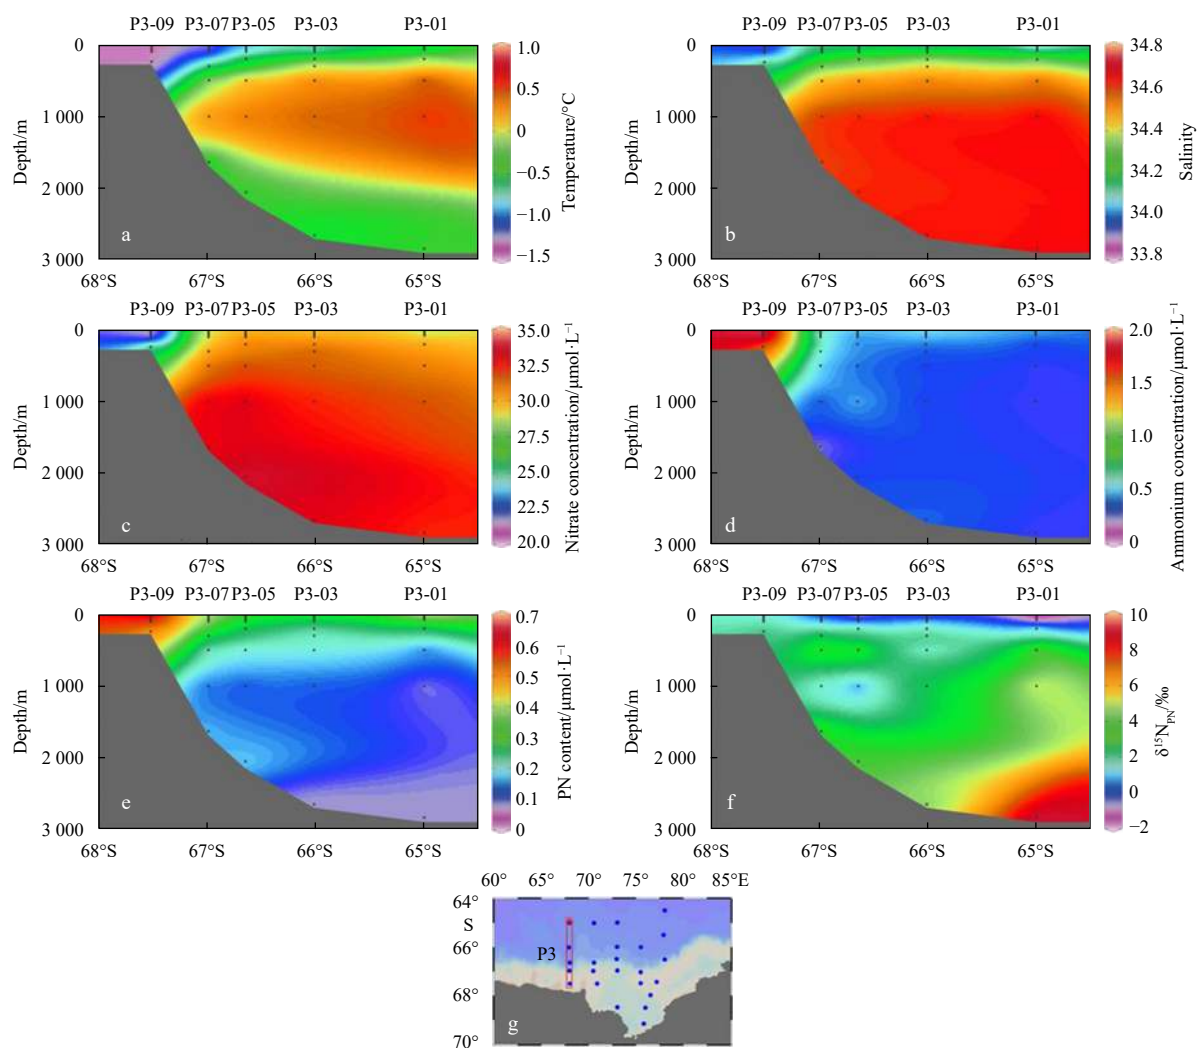 P3-09 P3-07 P3-05 P3-03 P3-01
0
1 000
2 000
3 000
Depth/m
68°S 67°S 66°S 65°S
a
1.0
0.5
0
−0.5
−1.0
−1.5
Temperature/°C
P3-09 P3-07 P3-05 P3-03 P3-01
0
1 000
2 000
3 000
Depth/m
68°S 67°S 66°S 65°S
b
34.8
34.6
34.4
34.2
34.0
33.8
Salinity
P3-09 P3-07 P3-05 P3-03 P3-01
0
1 000
2 000
3 000
Depth/m
68°S 67°S 66°S 65°S
c
35.0
32.5
30.0
27.5
25.0
22.5
20.0
Nitrate concentration/μmol·L⁻¹
P3-09 P3-07 P3-05 P3-03 P3-01
0
1 000
2 000
3 000
Depth/m
68°S 67°S 66°S 65°S
d
2.0
1.5
1.0
0.5
0
Ammonium concentration/μmol·L⁻¹
P3-09 P3-07 P3-05 P3-03 P3-01
0
1 000
2 000
3 000
Depth/m
68°S 67°S 66°S 65°S
e
0.7
0.6
0.5
0.4
0.3
0.2
0.1
0
PN content/μmol·L⁻¹
P3-09 P3-07 P3-05 P3-03 P3-01
0
1 000
2 000
3 000
Depth/m
68°S 67°S 66°S 65°S
f
10
8
6
4
2
0
−2
δ¹⁵N_PN/‰
60° 65° 70° 75° 80° 85°E
64°
S
66°
68°
70°
P3
g